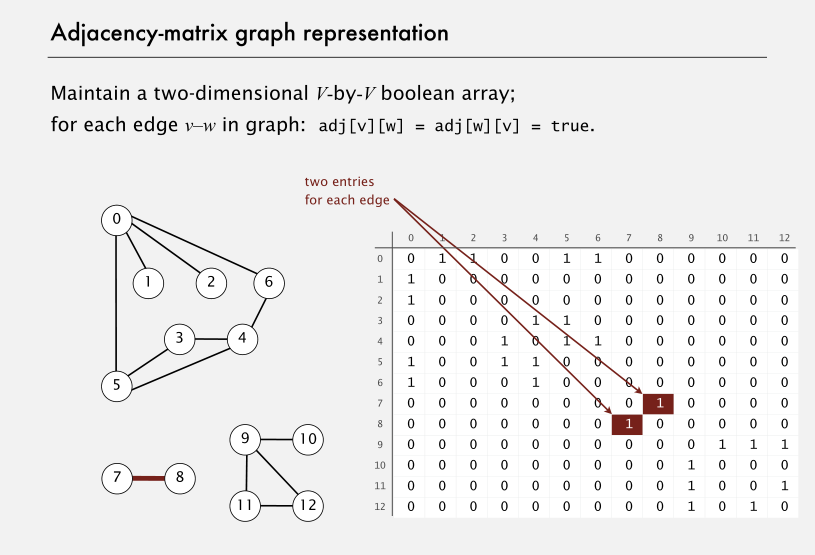 Adjacency-matrix graph representation
Maintain a two-dimensional V-by-V boolean array;
for each edge v–w in graph: adj[v][w] = adj[w][v] = true.
two entries
for each edge
0
1
2
6
3
4
5
9
10
7
8
11
12
0 1 2 3 4 5 6 7 8 9 10 11 12
0 0 1 1 0 0 1 1 0 0 0 0 0 0
1 1 0 0 0 0 0 0 0 0 0 0 0 0
2 1 0 0 0 0 0 0 0 0 0 0 0 0
3 0 0 0 0 1 1 0 0 0 0 0 0 0
4 0 0 0 1 0 1 1 0 0 0 0 0 0
5 1 0 0 1 1 0 0 0 0 0 0 0 0
6 1 0 0 0 1 0 0 0 0 0 0 0 0
7 0 0 0 0 0 0 0 0 1 0 0 0 0
8 0 0 0 0 0 0 0 1 0 0 0 0 0
9 0 0 0 0 0 0 0 0 0 0 1 1 1
10 0 0 0 0 0 0 0 0 0 1 0 0 0
11 0 0 0 0 0 0 0 0 0 1 0 0 1
12 0 0 0 0 0 0 0 0 0 1 0 1 0